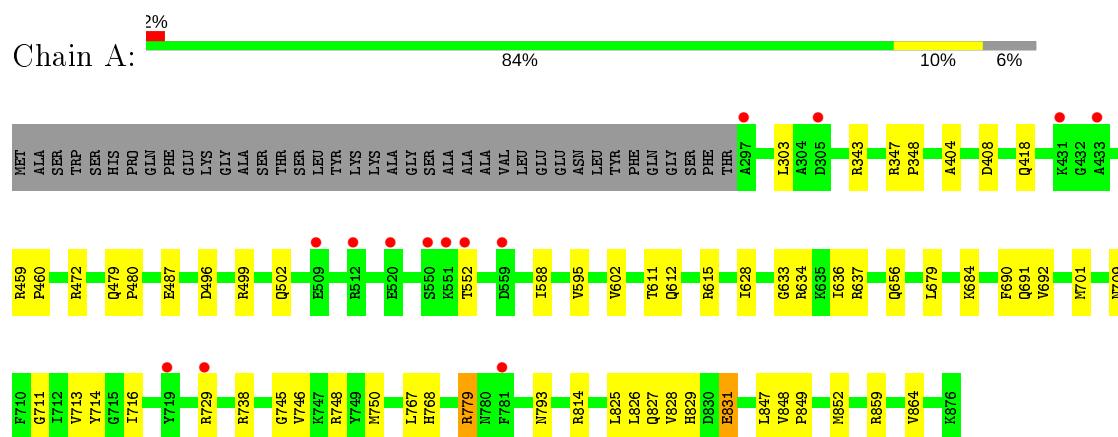 2%
Chain A:
84% 10% 6%
MET ALA SER TRP SER HIS PRO GLN PHE GLU LYS GLY ALA SER THR SER LEU TYR LYS LYS ALA GLY SER ALA ALA ALA VAL LEU GLU GLU ASN LEU TYR PHE GLN GLY SER PHE THR A297 L303 A304 D305 R343 R347 P348 A404 D408 Q418 K431 G432 A433
R459 P460 R472 Q479 P480 E487 D496 R499 Q502 E509 R512 E520 S550 K551 T552 D559 I588 V595 V602 T611 Q612 R615 I628 G633 R634 K635 I636 R637 Q656 L679 K684 F690 Q691 V692 M701 N709
F710 G711 I712 V713 Y714 G715 I716 Y719 R729 R738 G745 V746 K747 R748 Y749 M750 L767 H768 R779 N780 F781 N793 R814 L825 L826 Q827 V828 H829 D830 E831 L847 V848 P849 M852 R859 V864 K876